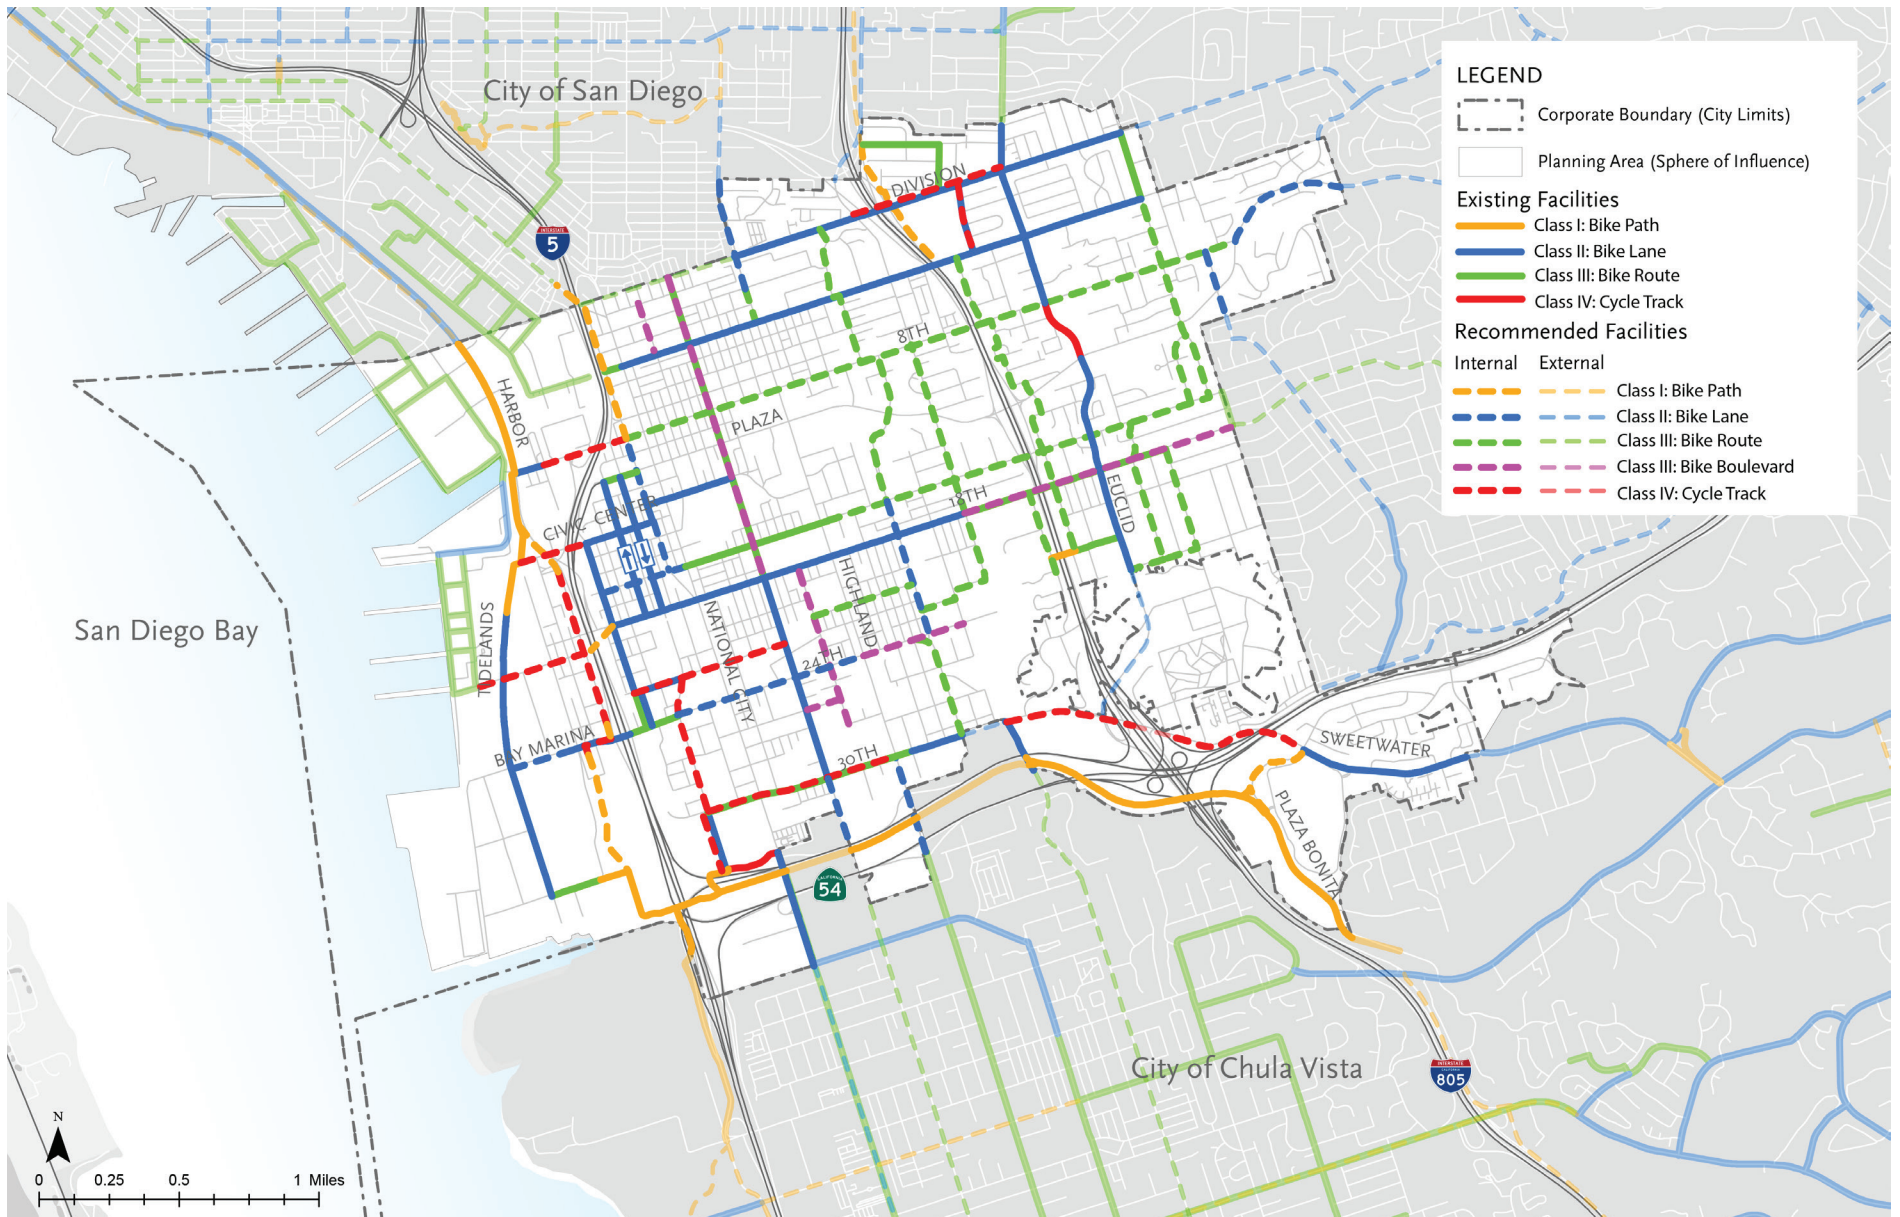 City of San Diego
INTERSTATE
5
DIVISION
8TH
HARBOR
PLAZA
CIVIC CENTER
18TH
EUCLID
HIGHLAND
San Diego Bay
TIDELANDS
NATIONAL CITY
24TH
BAY MARINA
30TH
SWEETWATER
PLAZA BONITA
CALIFORNIA
54
City of Chula Vista
INTERSTATE
CALIFORNIA
805
N
0 0.25 0.5 1 Miles
LEGEND
Corporate Boundary (City Limits)
Planning Area (Sphere of Influence)
Existing Facilities
Class I: Bike Path
Class II: Bike Lane
Class III: Bike Route
Class IV: Cycle Track
Recommended Facilities
Internal External
Class I: Bike Path
Class II: Bike Lane
Class III: Bike Route
Class III: Bike Boulevard
Class IV: Cycle Track